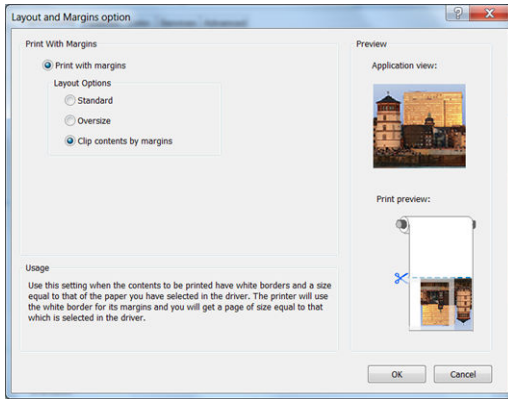 Layout and Margins option
Print With Margins
Print with margins
Layout Options
Standard
Oversize
Clip contents by margins
Usage
Use this setting when the contents to be printed have white borders and a size
equal to that of the paper you have selected in the driver. The printer will use
the white border for its margins and you will get a page of size equal to that
which is selected in the driver.
Preview
Application view:
Print preview:
OK
Cancel